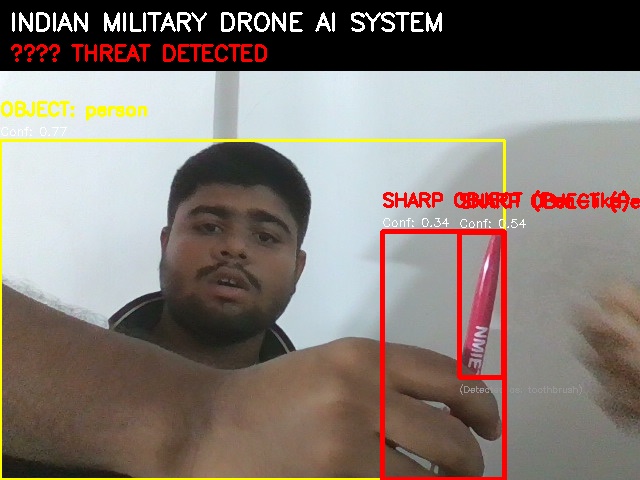 INDIAN MILITARY DRONE AI SYSTEM
???? THREAT DETECTED
OBJECT: person
Conf: 0.77
SHARP
Conf: 0.34
Conf: 0.54
NMIE
toothbrush)